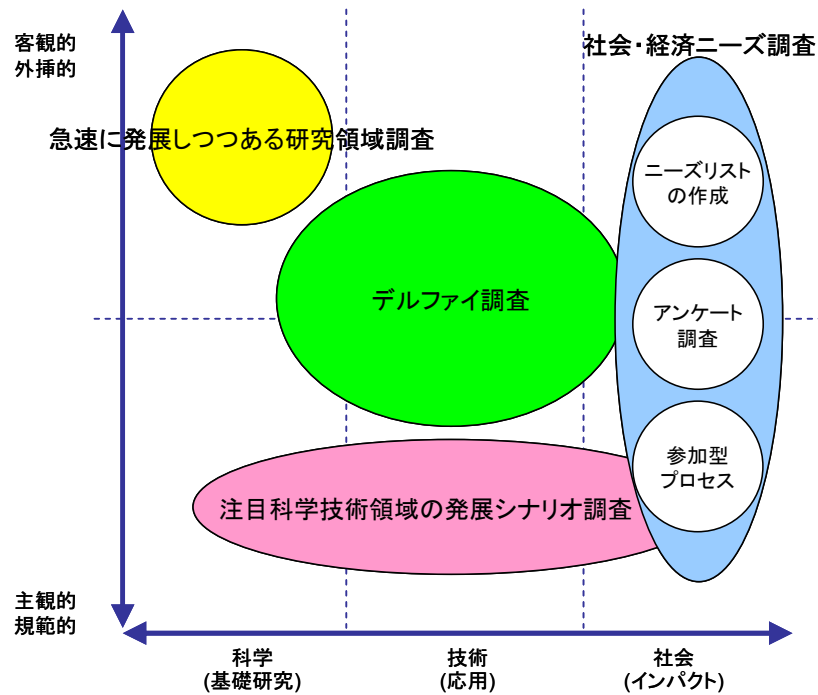 客観的
外挿的
社会・経済ニーズ調査
急速に発展しつつある研究領域調査
ニーズリスト
の作成
デルファイ調査
アンケート
調査
参加型
プロセス
注目科学技術領域の発展シナリオ調査
主観的
規範的
科学
(基礎研究)
技術
(応用)
社会
(インパクト)